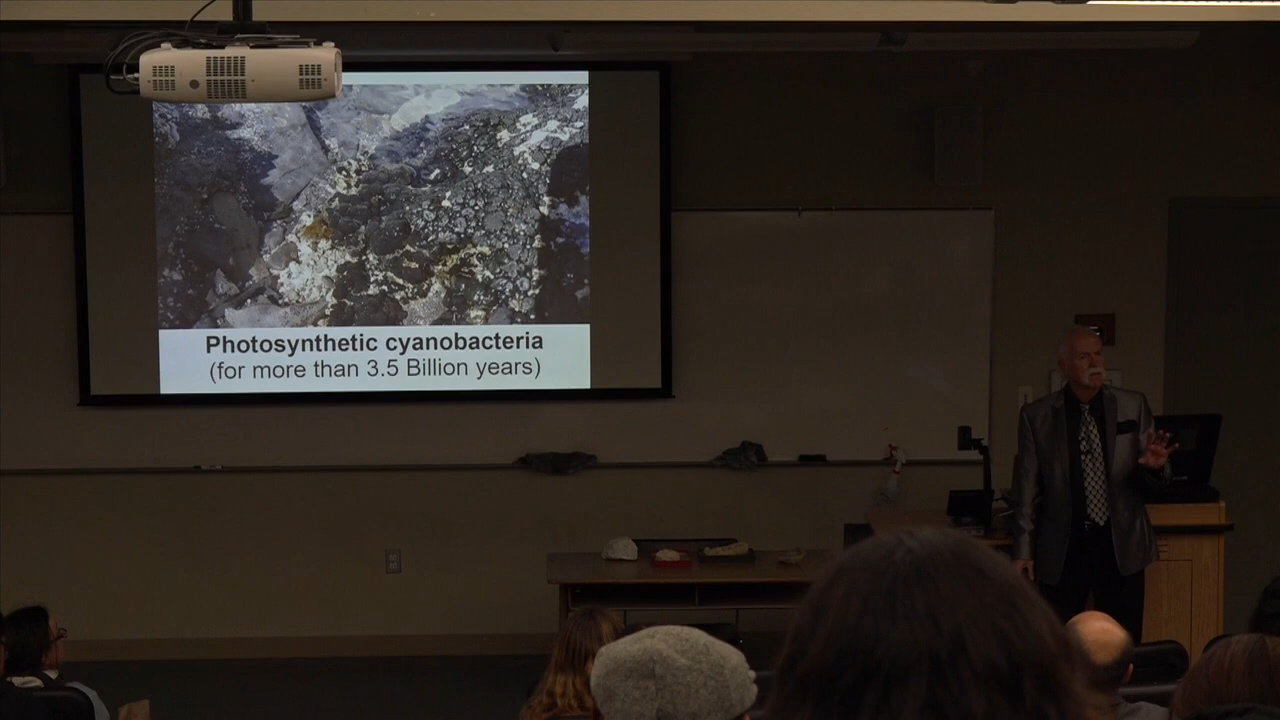 Photosynthetic cyanobacteria
(for more than 3.5 Billion years)